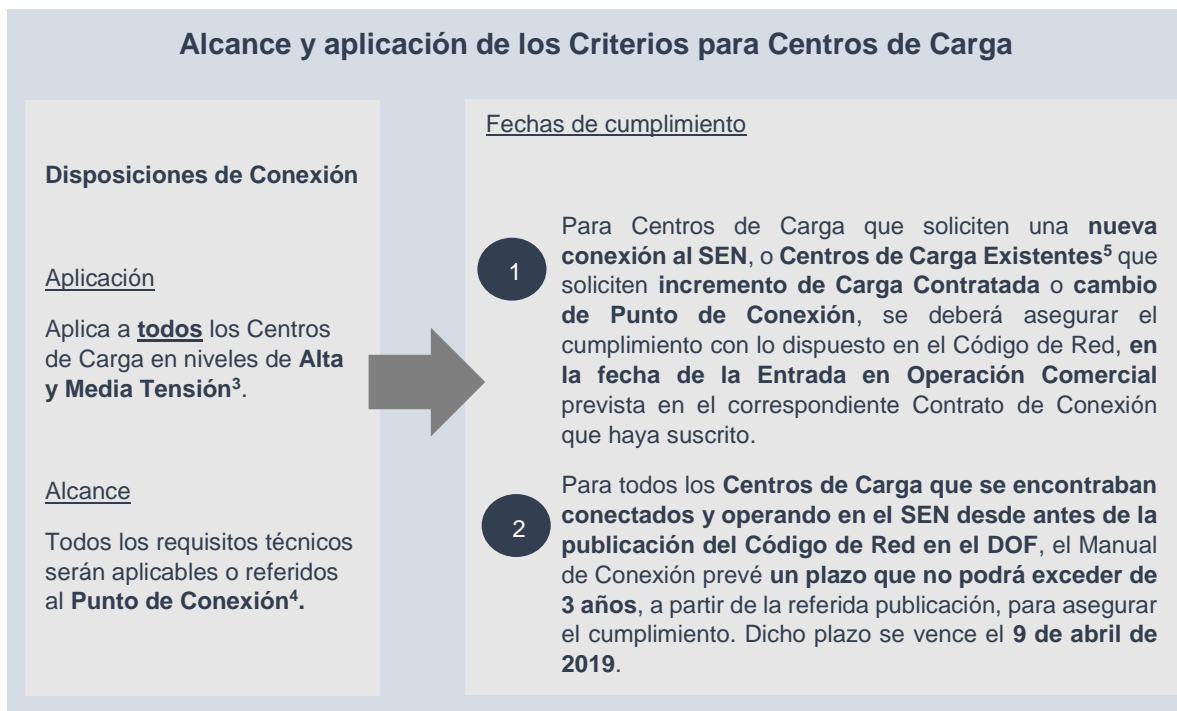 Alcance y aplicación de los Criterios para Centros de Carga
Disposiciones de Conexión
Aplicación
Aplica a todos los Centros
de Carga en niveles de Alta
y Media Tensión³.
Alcance
Todos los requisitos técnicos
serán aplicables o referidos
al Punto de Conexión⁴.
Fechas de cumplimiento
1
Para Centros de Carga que soliciten una nueva
conexión al SEN, o Centros de Carga Existentes⁵ que
soliciten incremento de Carga Contratada o cambio
de Punto de Conexión, se deberá asegurar el
cumplimiento con lo dispuesto en el Código de Red, en
la fecha de la Entrada en Operación Comercial
prevista en el correspondiente Contrato de Conexión
que haya suscrito.
2
Para todos los Centros de Carga que se encontraban
conectados y operando en el SEN desde antes de la
publicación del Código de Red en el DOF, el Manual
de Conexión prevé un plazo que no podrá exceder de
3 años, a partir de la referida publicación, para asegurar
el cumplimiento. Dicho plazo se vence el 9 de abril de
2019.